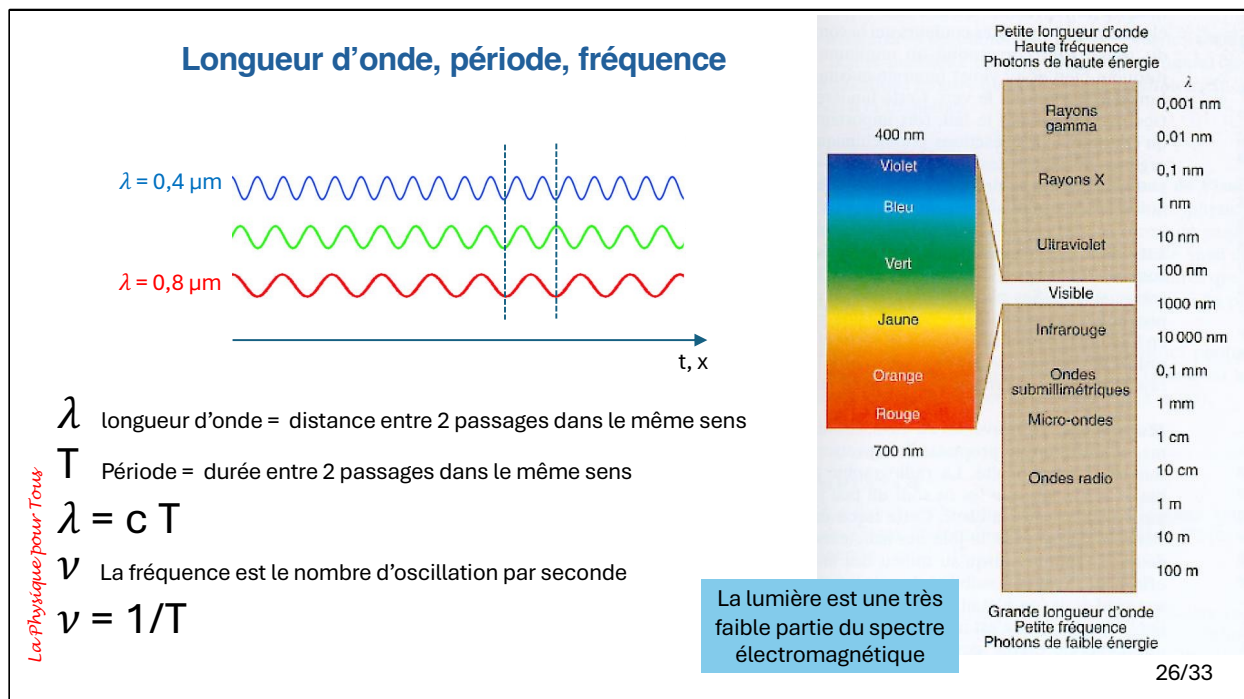 Longueur d'onde, période, fréquence
λ = 0,4 µm
λ = 0,8 µm
t, x
λ longueur d'onde = distance entre 2 passages dans le même sens
T Période = durée entre 2 passages dans le même sens
λ = c T
ν La fréquence est le nombre d'oscillation par seconde
ν = 1/T
La Physique pour Tous
Petite longueur d'onde
Haute fréquence
Photons de haute énergie
400 nm
Violet
Bleu
Vert
Jaune
Orange
Rouge
700 nm
Rayons
gamma
Rayons X
Ultraviolet
Visible
Infrarouge
Ondes
submillimétriques
Micro-ondes
Ondes radio
λ
0,001 nm
0,01 nm
0,1 nm
1 nm
10 nm
100 nm
1000 nm
10 000 nm
0,1 mm
1 mm
1 cm
10 cm
1 m
10 m
100 m
Grande longueur d'onde
Petite fréquence
Photons de faible énergie
La lumière est une très
faible partie du spectre
électromagnétique
26/33